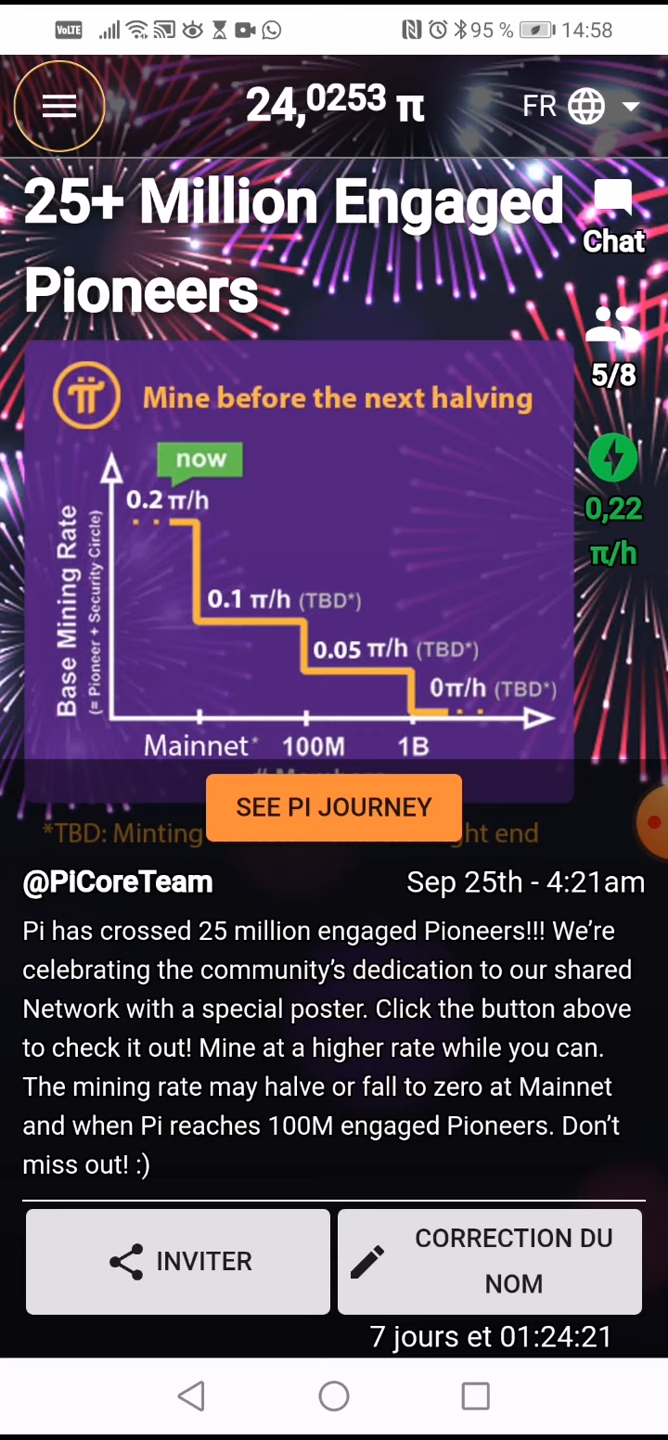 VoLTE 95 % 14:58
24,0253 π FR
25+ Million Engaged
Pioneers
Chat
5/8
0,22
π/h
π Mine before the next halving
now
0.2 π/h
0.1 π/h (TBD*)
0.05 π/h (TBD*)
0π/h (TBD*)
Base Mining Rate
(= Pioneer + Security Circle)
Mainnet* 100M 1B
SEE PI JOURNEY
*TBD: Minting
ght end
@PiCoreTeam Sep 25th - 4:21am
Pi has crossed 25 million engaged Pioneers!!! We’re
celebrating the community’s dedication to our shared
Network with a special poster. Click the button above
to check it out! Mine at a higher rate while you can.
The mining rate may halve or fall to zero at Mainnet
and when Pi reaches 100M engaged Pioneers. Don’t
miss out! :)
INVITER
CORRECTION DU
NOM
7 jours et 01:24:21